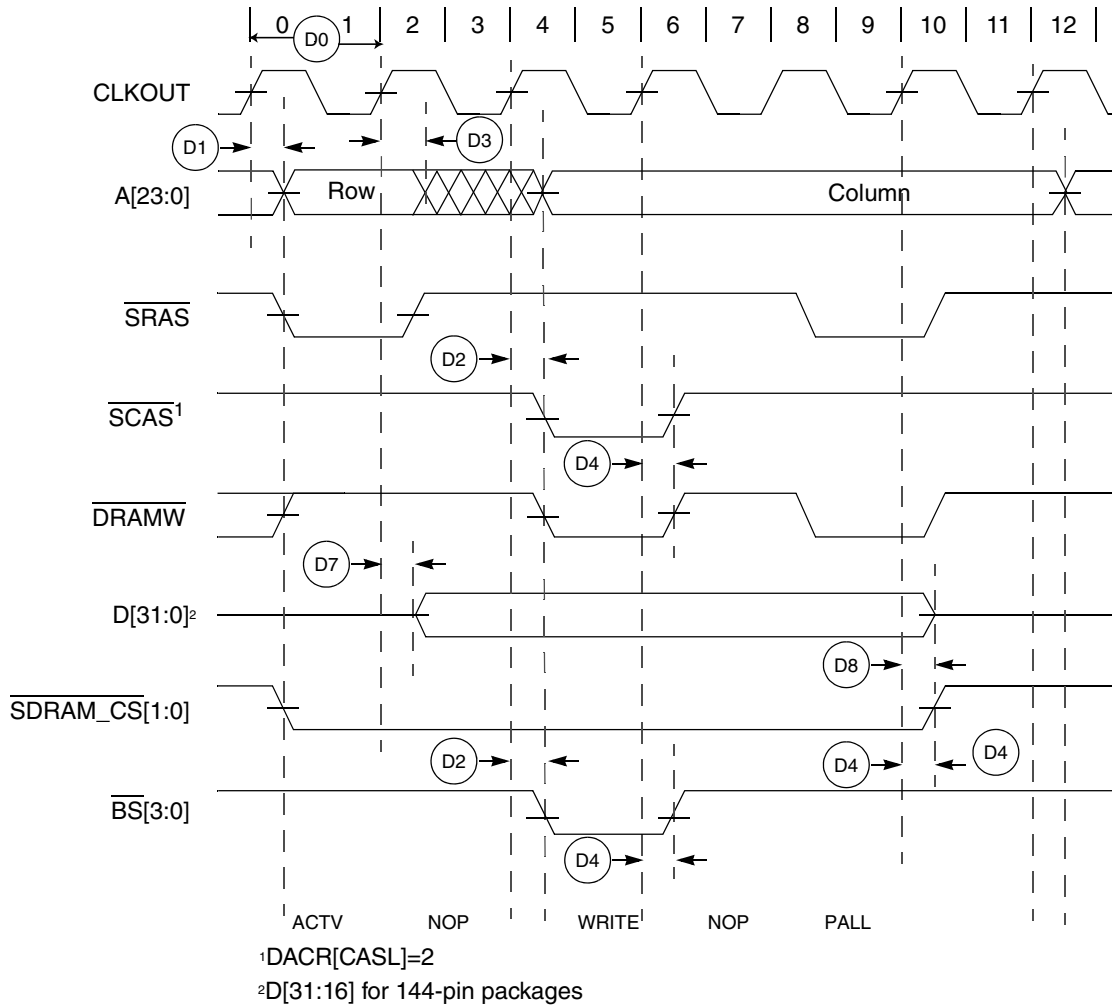 0 1 2 3 4 5 6 7 8 9 10 11 12
D0
CLKOUT
D1
D3
A[23:0]
Row
Column
SRAS
D2
SCAS¹
D4
DRAMW
D7
D[31:0]²
D8
SDRAM_CS[1:0]
D2
D4
D4
BS[3:0]
D4
ACTV NOP WRITE NOP PALL
¹DACR[CASL]=2
²D[31:16] for 144-pin packages